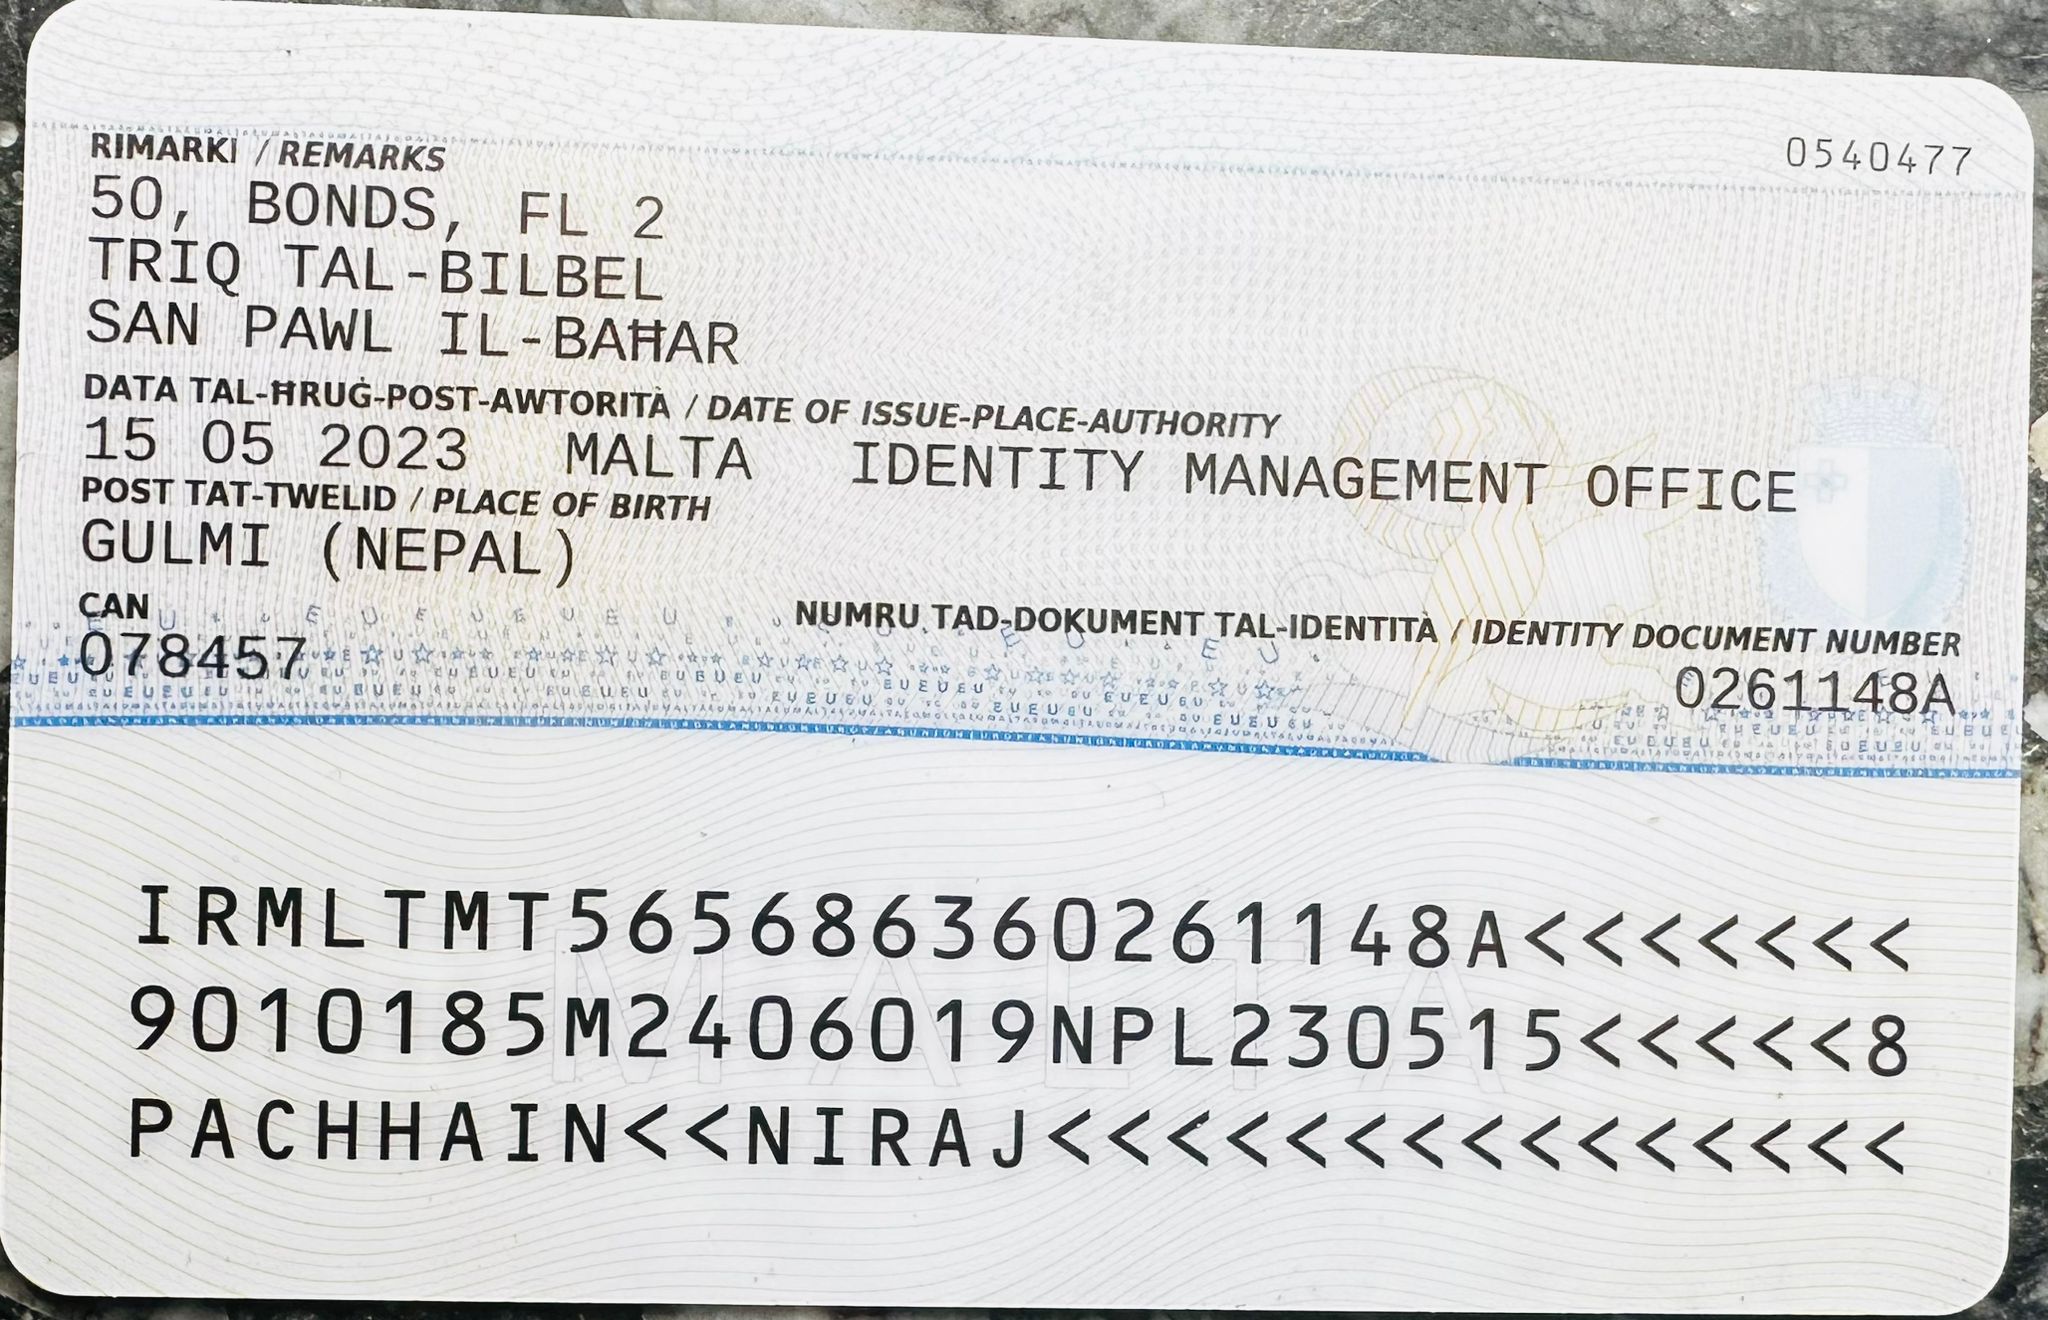 RIMARKI / REMARKS
0540477
50, BONDS, FL 2
TRIQ TAL-BILBEL
SAN PAWL IL-BAĦAR
DATA TAL-ĦRUĠ-POST-AWTORITÀ / DATE OF ISSUE-PLACE-AUTHORITY
15 05 2023 MALTA IDENTITY MANAGEMENT OFFICE
POST TAT-TWELID / PLACE OF BIRTH
GULMI (NEPAL)
CAN
078457
NUMRU TAD-DOKUMENT TAL-IDENTITÀ / IDENTITY DOCUMENT NUMBER
0261148A
MALTA
IRMLTMT565686360261148A<<<<<<<
9010185M2406019NPL230515<<<<<8
PACHHAIN<<NIRAJ<<<<<<<<<<<<<<<